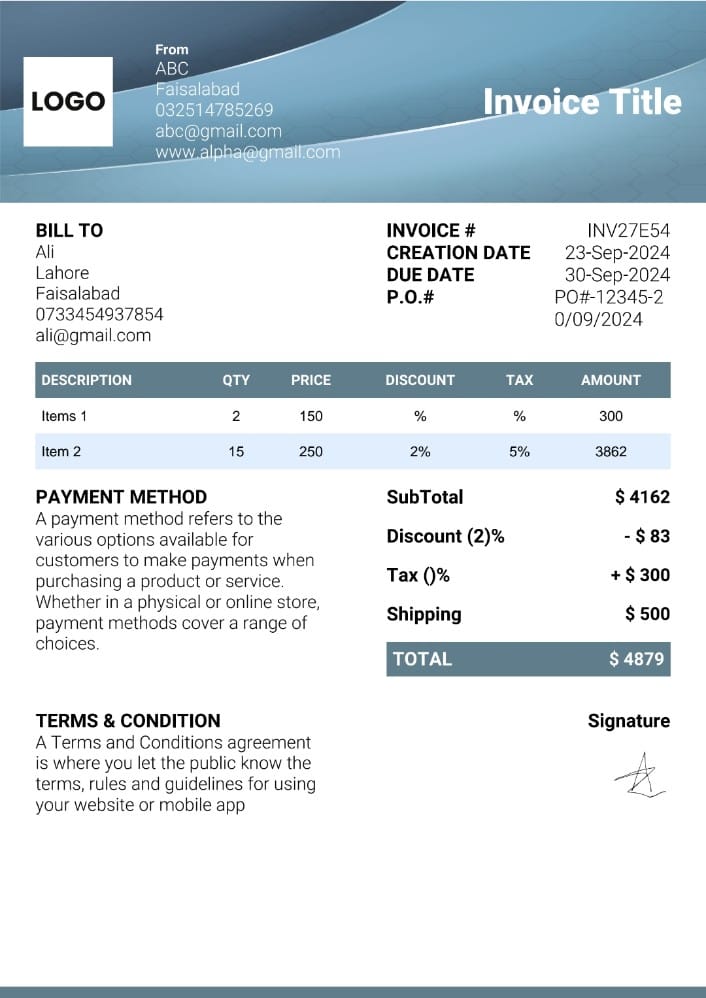 From
ABC
Faisalabad
032514785269
abc@gmail.com
www.alpha@gmail.com
LOGO
Invoice Title
BILL TO
Ali
Lahore
Faisalabad
0733454937854
ali@gmail.com
INVOICE # INV27E54
CREATION DATE 23-Sep-2024
DUE DATE 30-Sep-2024
P.O.# PO#-12345-2
0/09/2024
DESCRIPTION QTY PRICE DISCOUNT TAX AMOUNT
Items 1 2 150 % % 300
Item 2 15 250 2% 5% 3862
PAYMENT METHOD
A payment method refers to the
various options available for
customers to make payments when
purchasing a product or service.
Whether in a physical or online store,
payment methods cover a range of
choices.
SubTotal $ 4162
Discount (2)% - $ 83
Tax ()% + $ 300
Shipping $ 500
TOTAL $ 4879
TERMS & CONDITION
A Terms and Conditions agreement
is where you let the public know the
terms, rules and guidelines for using
your website or mobile app
Signature